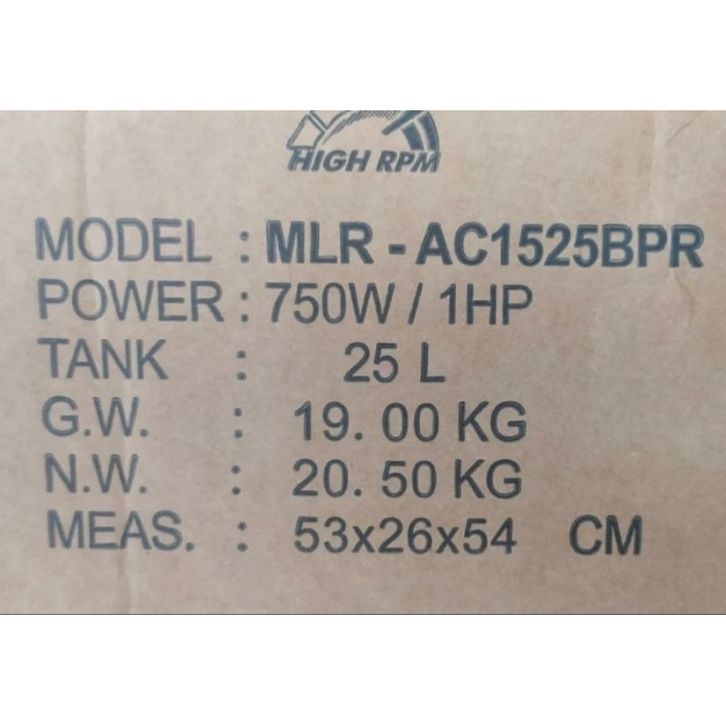 HIGH RPM
MODEL : MLR - AC1525BPR
POWER : 750W / 1HP
TANK : 25 L
G.W. : 19. 00 KG
N.W. : 20. 50 KG
MEAS. : 53x26x54 CM